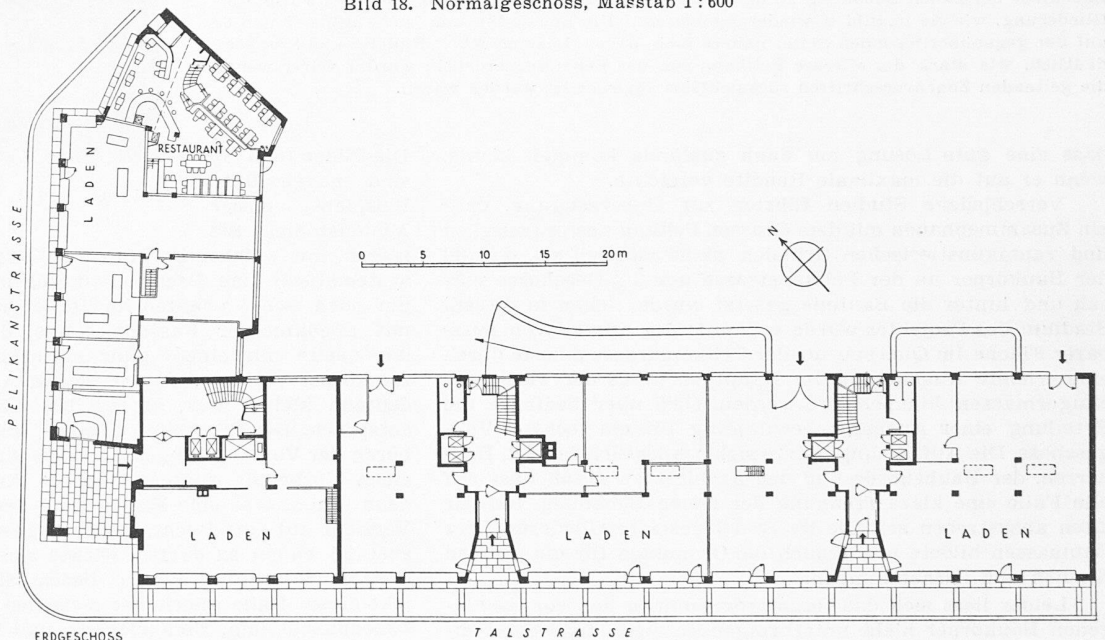 Bild 18. Normalgeschoss, Masstab 1:600
RESTAURANT
LADEN
PELIKANSTRASSE
N
0 5 10 15 20 m
LADEN
LADEN
LADEN
ERDGESCHOSS
TALSTRASSE